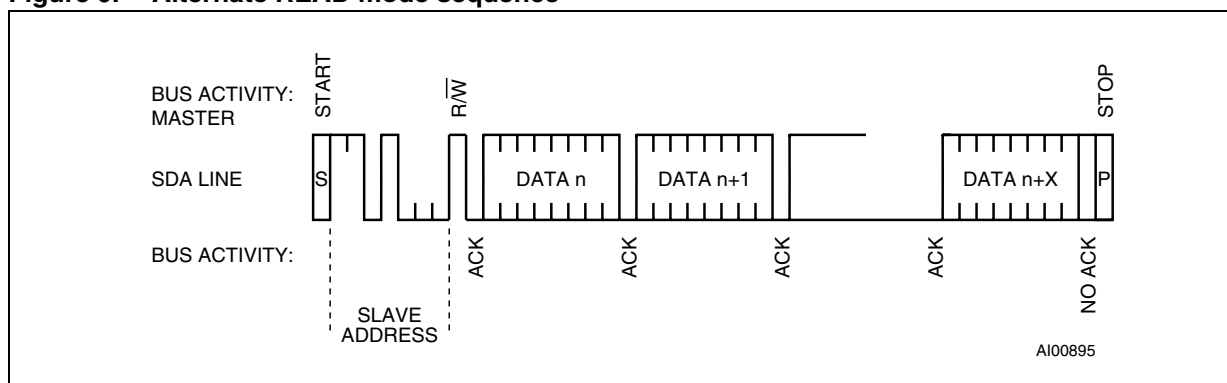 Figure 9. Alternate READ mode sequence
BUS ACTIVITY:
MASTER
START
R/W
STOP
SDA LINE
S
DATA n
DATA n+1
DATA n+X
P
BUS ACTIVITY:
ACK
ACK
ACK
ACK
NO ACK
SLAVE
ADDRESS
AI00895